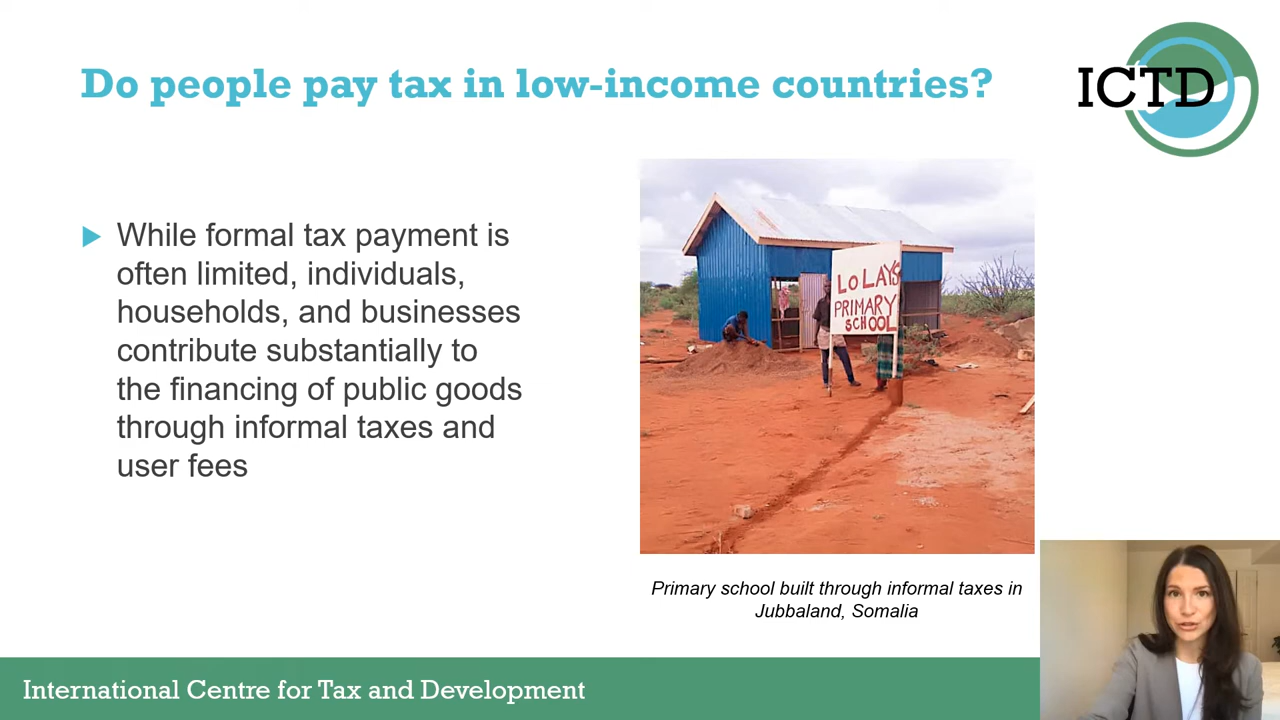 Do people pay tax in low-income countries?
ICTD
While formal tax payment is
often limited, individuals,
households, and businesses
contribute substantially to
the financing of public goods
through informal taxes and
user fees
LOLAYS
PRIMARY
SCHOOL
Primary school built through informal taxes in
Jubbaland, Somalia
International Centre for Tax and Development